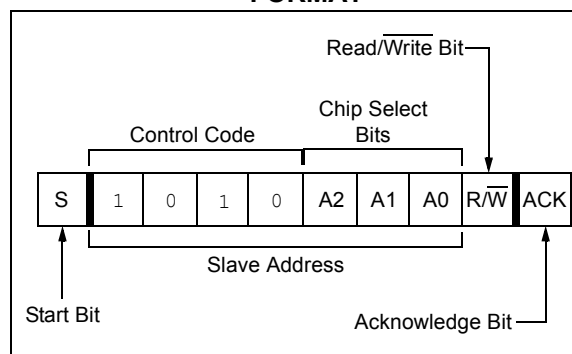 Read/Write Bit
Chip Select
Bits
Control Code
S 1 0 1 0 A2 A1 A0 R/W ACK
Slave Address
Start Bit
Acknowledge Bit